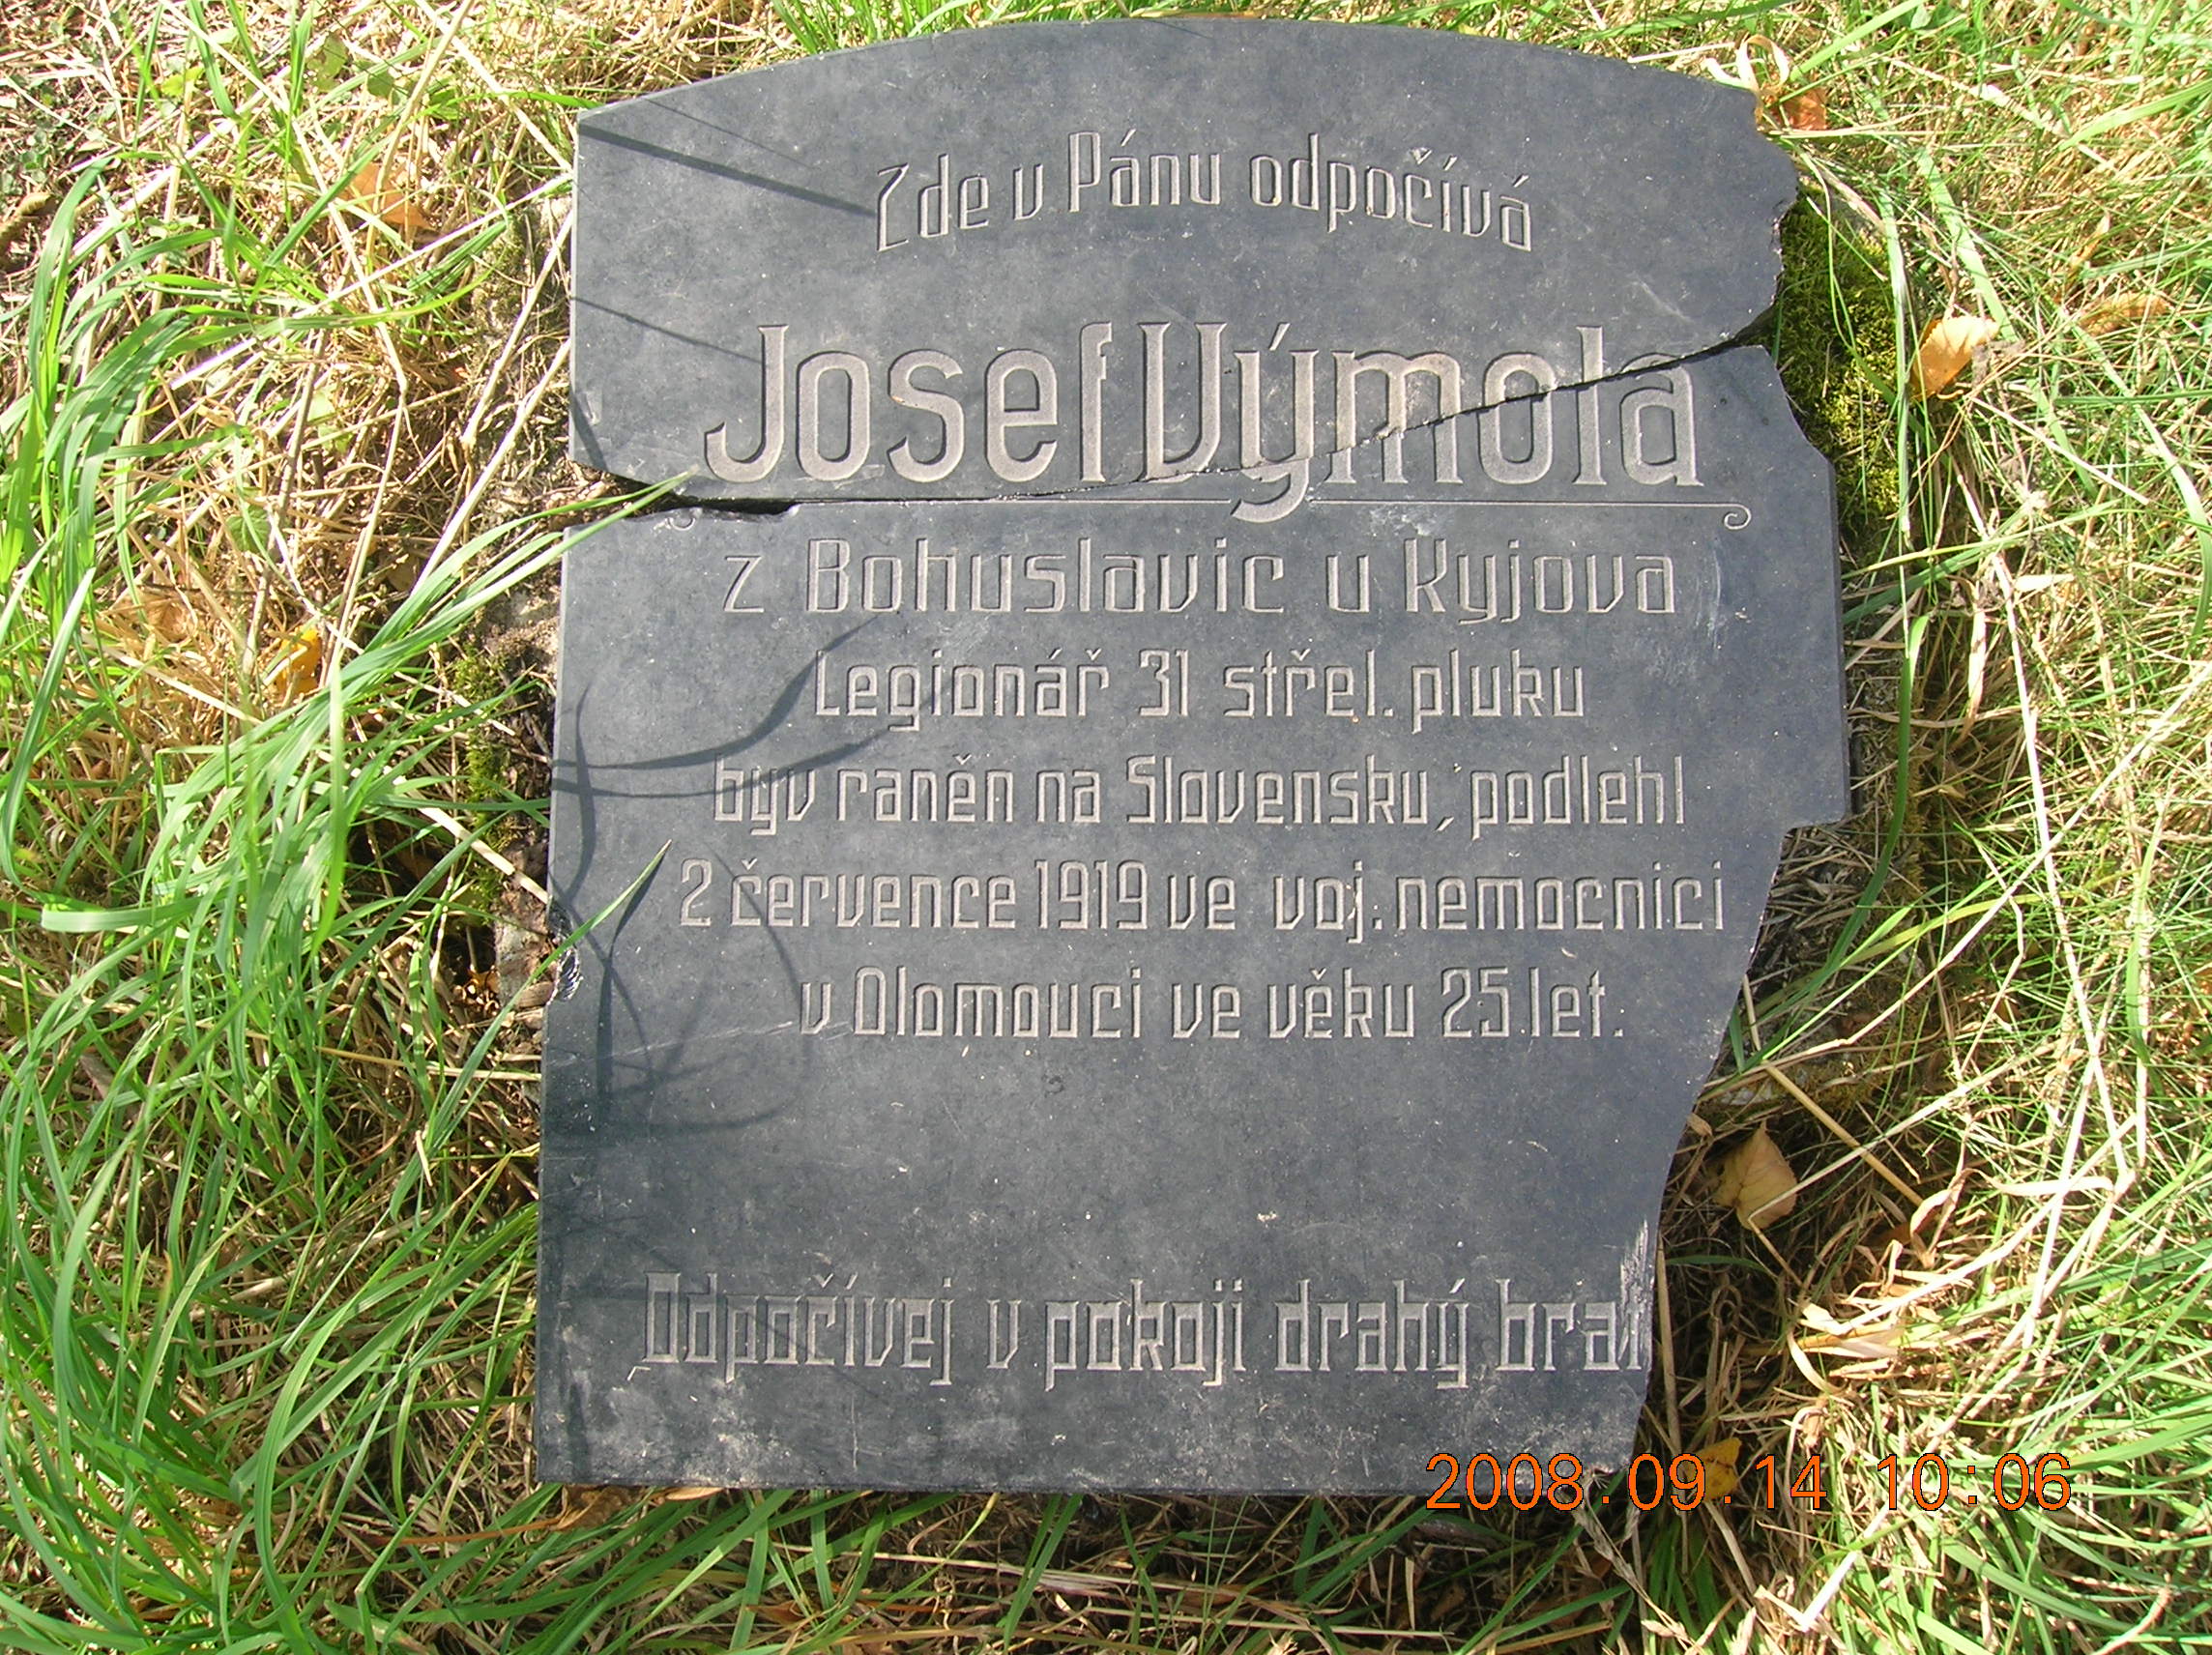 Zde v Pánu odpočívá
Josef Výmola
z Bohuslavic u Kyjova
Legionář 31 střel. pluku
byv raněn na Slovensku, podlehl
2 července 1919 ve voj. nemocnici
v Olomouci ve věku 25 let.
Odpočívej v pokoji drahý brat
2008.09.14 10:06